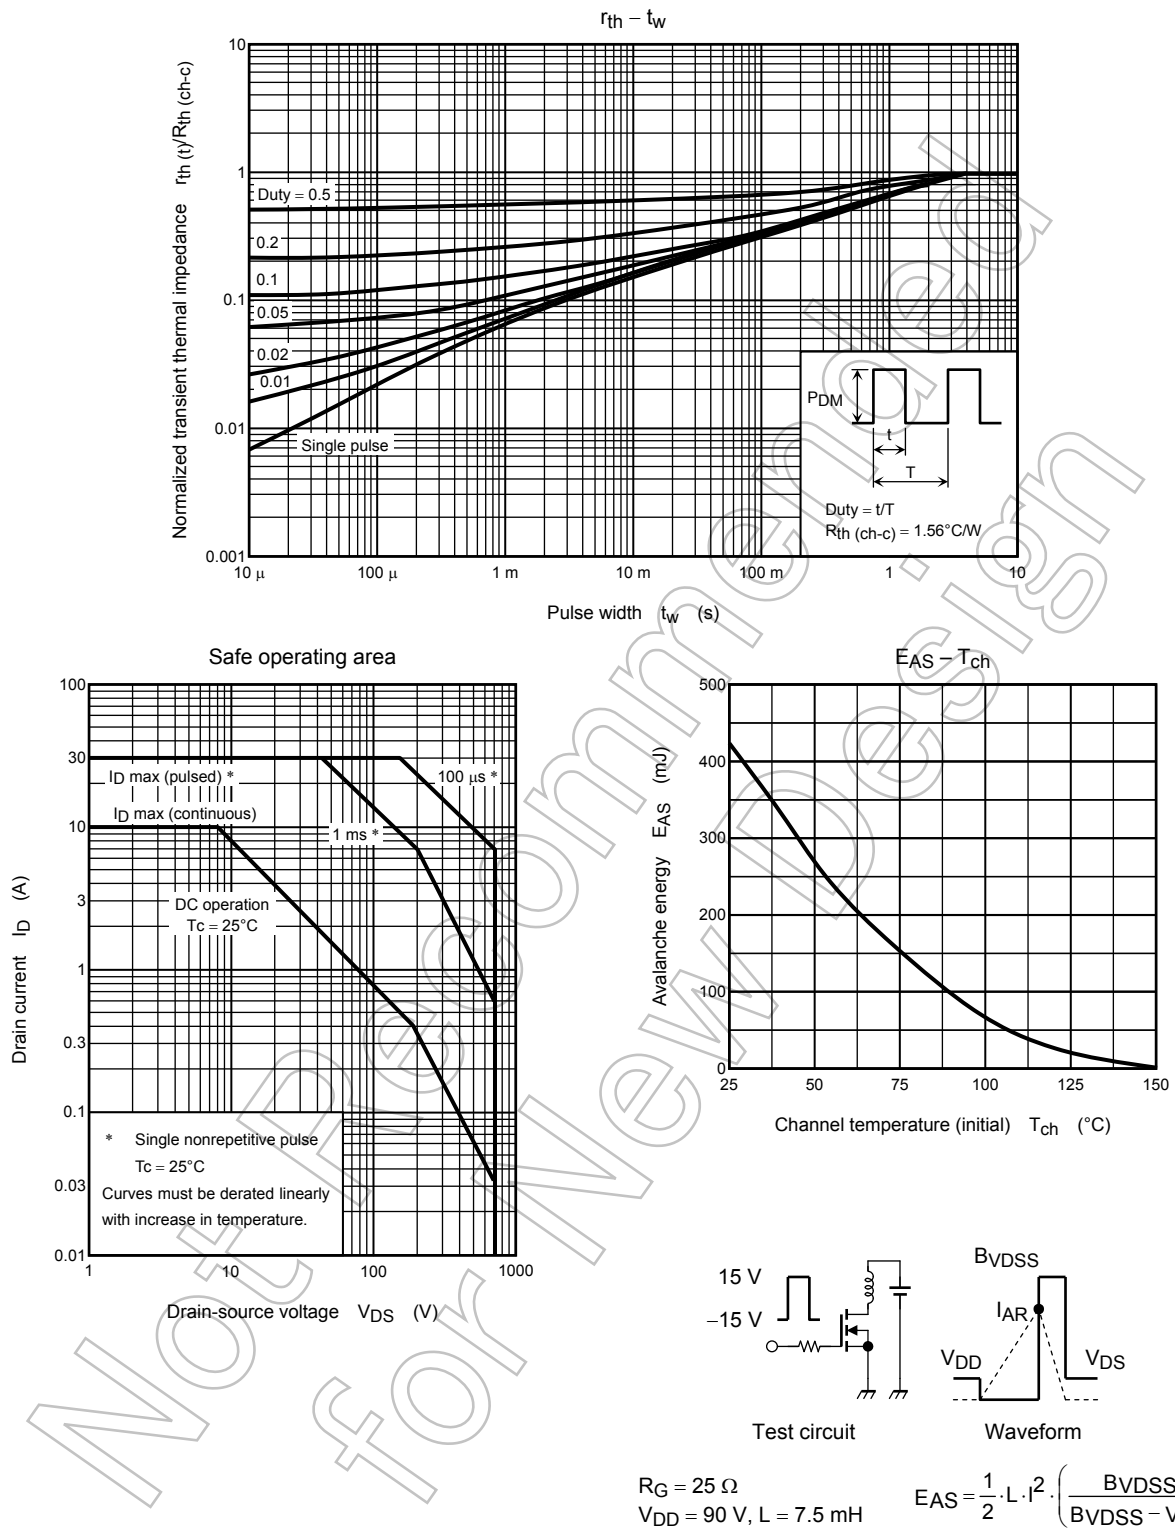 rth – tw
Normalized transient thermal impedance rth (t)/Rth (ch-c)
10
1
0.1
0.01
0.001
Duty = 0.5
0.2
0.1
0.05
0.02
0.01
Single pulse
PDM
t
T
Duty = t/T
Rth (ch-c) = 1.56°C/W
10 μ
100 μ
1 m
10 m
100 m
1
10
Pulse width tw (s)
Safe operating area
Drain current ID (A)
100
30
10
3
1
0.3
0.1
0.03
0.01
ID max (pulsed) *
ID max (continuous)
100 μs *
1 ms *
DC operation
Tc = 25°C
* Single nonrepetitive pulse
Tc = 25°C
Curves must be derated linearly
with increase in temperature.
1
10
100
1000
Drain-source voltage VDS (V)
EAS – Tch
Avalanche energy EAS (mJ)
500
400
300
200
100
0
25
50
75
100
125
150
Channel temperature (initial) Tch (°C)
15 V
−15 V
BVDSS
IAR
VDD
VDS
Test circuit
Waveform
RG = 25 Ω
VDD = 90 V, L = 7.5 mH
EAS = 1/2 · L · I² · ( BVDSS / BVDSS − V
Not Recommended
for New Design